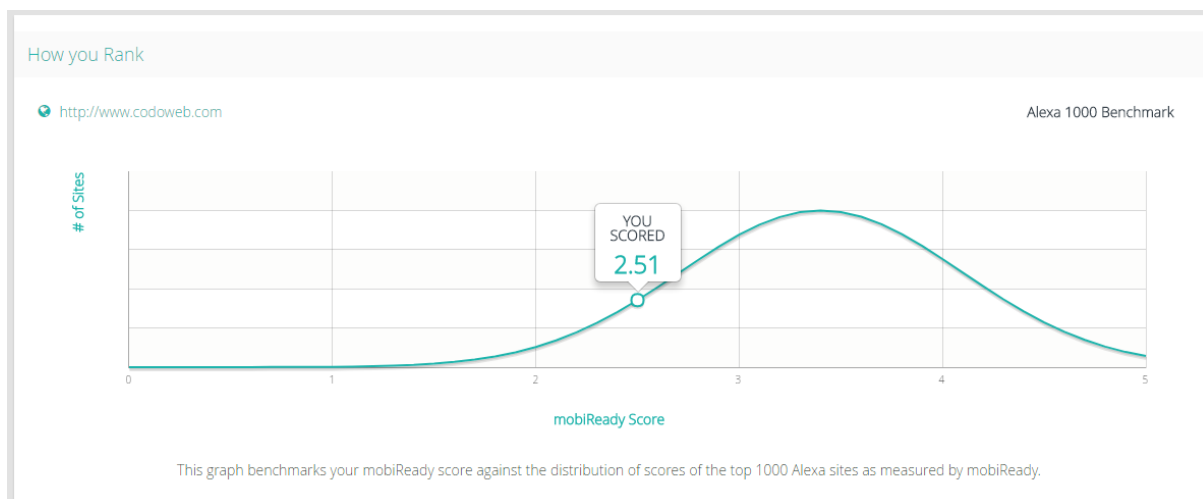 How you Rank
http://www.codoweb.com
Alexa 1000 Benchmark
# of Sites
YOU
SCORED
2.51
0 1 2 3 4 5
mobiReady Score
This graph benchmarks your mobiReady score against the distribution of scores of the top 1000 Alexa sites as measured by mobiReady.